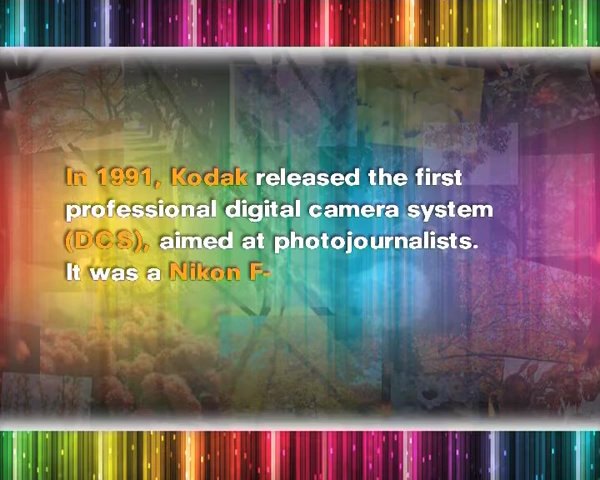 In 1991, Kodak released the first
professional digital camera system
(DCS), aimed at photojournalists.
It was a Nikon F-